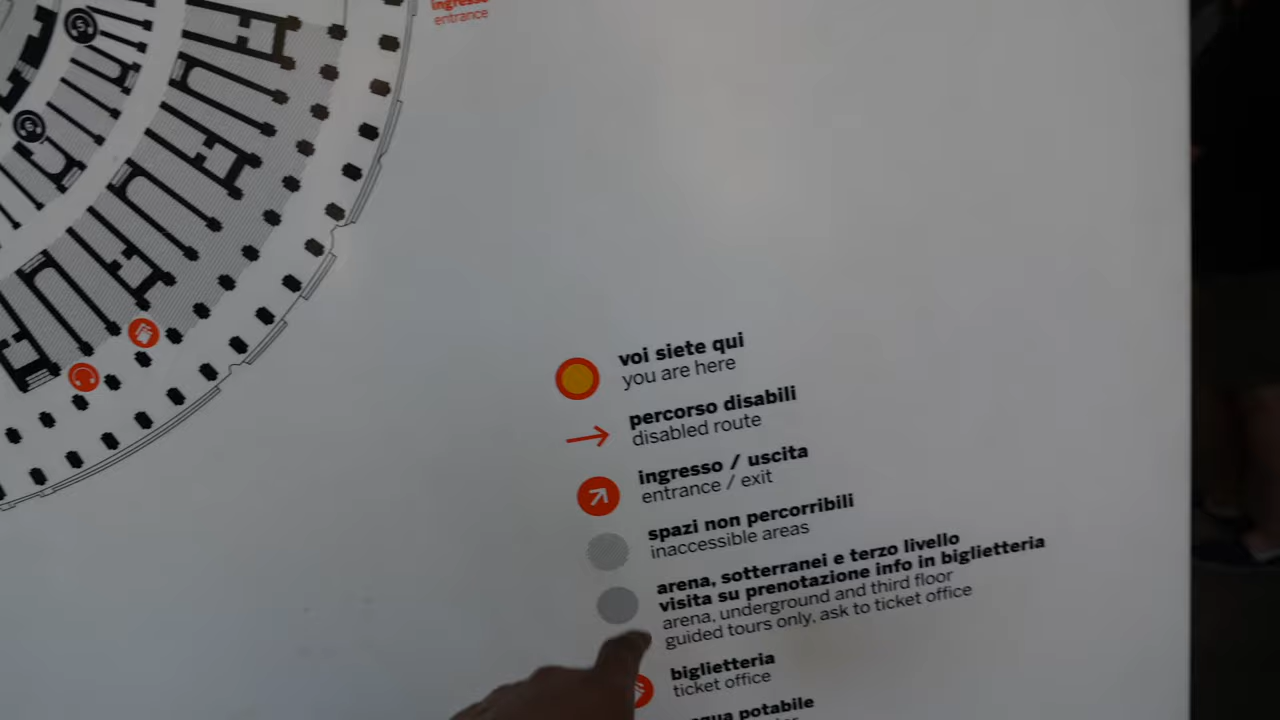 ingresso
entrance
voi siete qui
you are here
percorso disabili
disabled route
ingresso / uscita
entrance / exit
spazi non percorribili
inaccessible areas
arena, sotterranei e terzo livello
visita su prenotazione info in biglietteria
arena, underground and third floor
guided tours only, ask to ticket office
biglietteria
ticket office
potabile